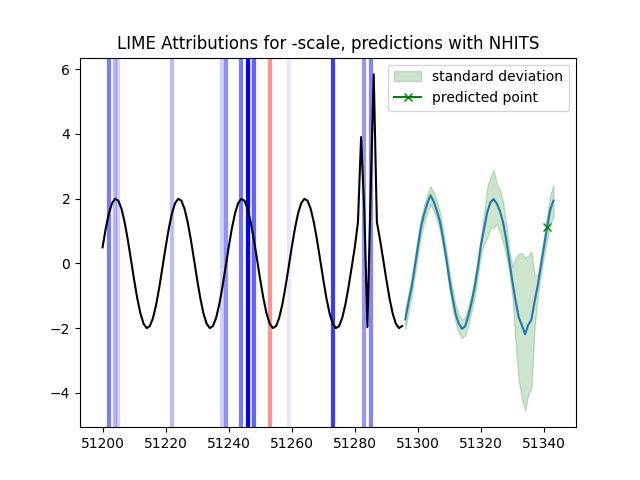 LIME Attributions for -scale, predictions with NHITS
6
4
2
0
−2
−4
standard deviation
predicted point
51200 51220 51240 51260 51280 51300 51320 51340